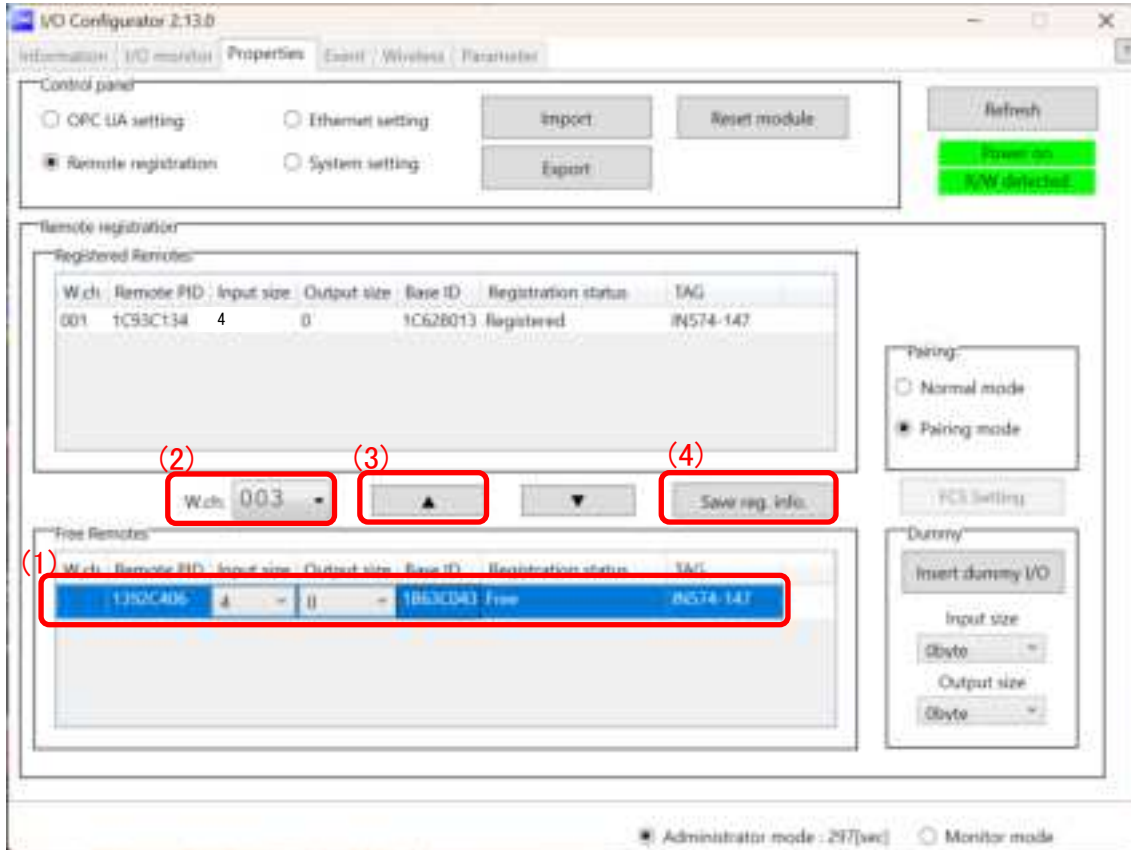 I/O Configurator 2.13.0
Information I/O monitor Properties Event Wireless Parameter
Control panel
OPC UA setting Ethernet setting Import Reset module Refresh
Remote registration System setting Export Power on
R/W detected
Remote registration
Registered Remotes
W.ch Remote PID Input size Output size Base ID Registration status TAG
001 1C93C134 4 0 1C628013 Registered IN574-147
Pairing
Normal mode
Pairing mode
(2) (3) (4)
W.ch. 003 ▲ ▼ Save reg. info. FCS Setting
Free Remotes Dummy
(1)
W.ch Remote PID Input size Output size Base ID Registration status TAG
1392C406 4 0 1B63C043 Free IN574-147
Insert dummy I/O
Input size
0byte
Output size
0byte
Administrator mode : 297[sec] Monitor mode